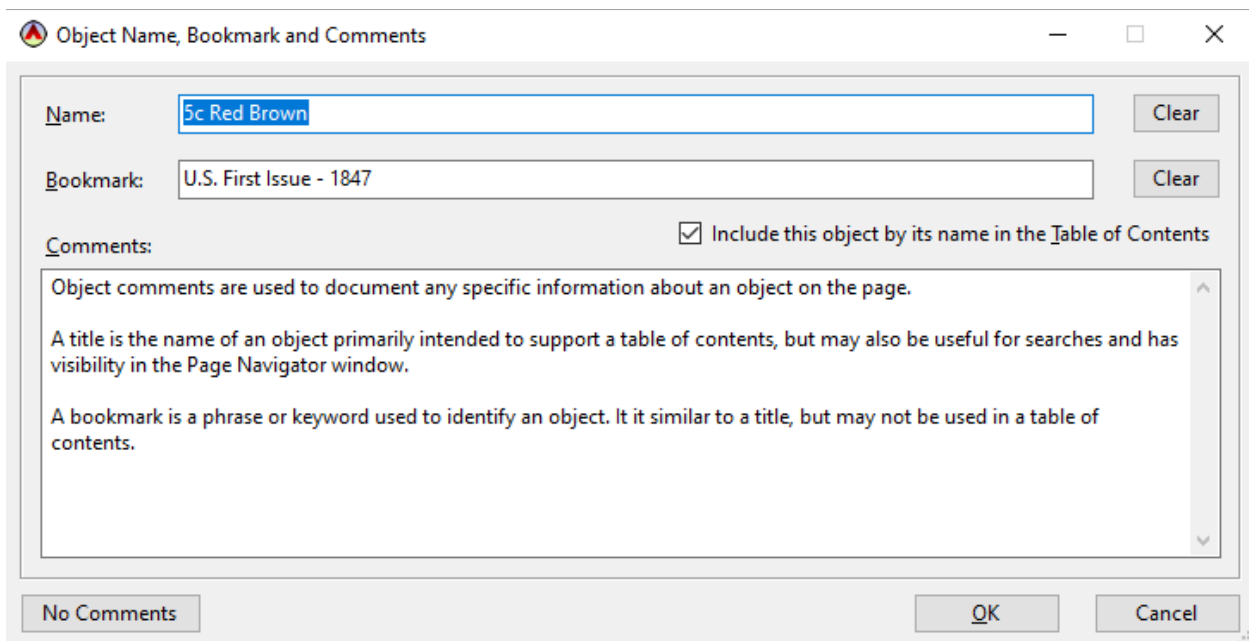 Object Name, Bookmark and Comments
Name: 5c Red Brown Clear
Bookmark: U.S. First Issue - 1847 Clear
Comments: Include this object by its name in the Table of Contents
Object comments are used to document any specific information about an object on the page.
A title is the name of an object primarily intended to support a table of contents, but may also be useful for searches and has
visibility in the Page Navigator window.
A bookmark is a phrase or keyword used to identify an object. It it similar to a title, but may not be used in a table of
contents.
No Comments OK Cancel